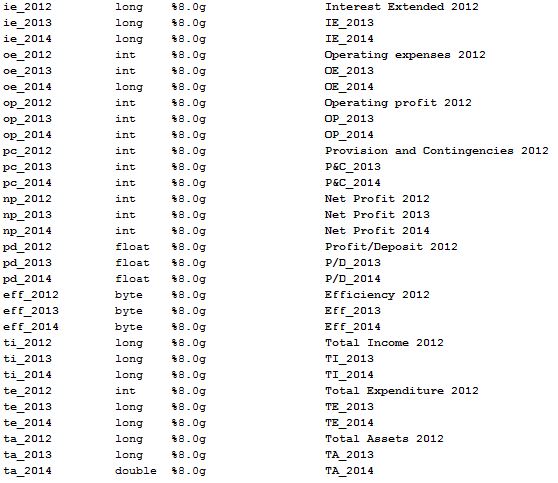 ie_2012 long %8.0g Interest Extended 2012
ie_2013 long %8.0g IE_2013
ie_2014 long %8.0g IE_2014
oe_2012 int %8.0g Operating expenses 2012
oe_2013 int %8.0g OE_2013
oe_2014 long %8.0g OE_2014
op_2012 int %8.0g Operating profit 2012
op_2013 int %8.0g OP_2013
op_2014 int %8.0g OP_2014
pc_2012 int %8.0g Provision and Contingencies 2012
pc_2013 int %8.0g P&C_2013
pc_2014 int %8.0g P&C_2014
np_2012 int %8.0g Net Profit 2012
np_2013 int %8.0g Net Profit 2013
np_2014 int %8.0g Net Profit 2014
pd_2012 float %8.0g Profit/Deposit 2012
pd_2013 float %8.0g P/D_2013
pd_2014 float %8.0g P/D_2014
eff_2012 byte %8.0g Efficiency 2012
eff_2013 byte %8.0g Eff_2013
eff_2014 byte %8.0g Eff_2014
ti_2012 long %8.0g Total Income 2012
ti_2013 long %8.0g TI_2013
ti_2014 long %8.0g TI_2014
te_2012 int %8.0g Total Expenditure 2012
te_2013 long %8.0g TE_2013
te_2014 long %8.0g TE_2014
ta_2012 long %8.0g Total Assets 2012
ta_2013 long %8.0g TA_2013
ta_2014 double %8.0g TA_2014